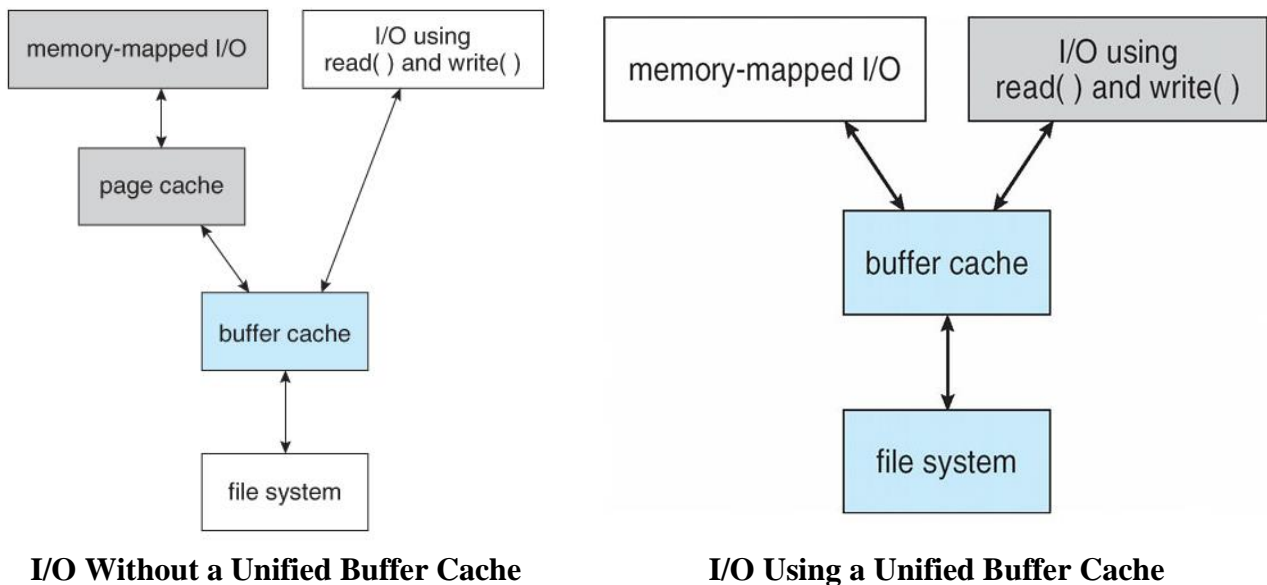 memory-mapped I/O
I/O using
read( ) and write( )
page cache
buffer cache
file system
I/O Without a Unified Buffer Cache
memory-mapped I/O
I/O using
read( ) and write( )
buffer cache
file system
I/O Using a Unified Buffer Cache